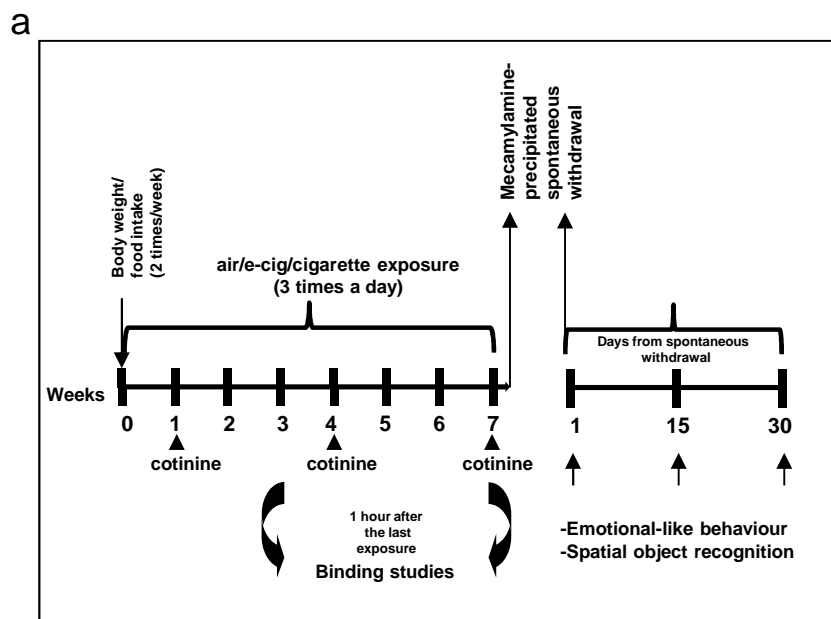 a
Mecamylamine-
precipitated
spontaneous
withdrawal
Body weight/
food intake
(2 times/week)
air/e-cig/cigarette exposure
(3 times a day)
Days from spontaneous
withdrawal
Weeks
0 1 2 3 4 5 6 7
1 15 30
cotinine cotinine cotinine
1 hour after
the last
exposure
Binding studies
-Emotional-like behaviour
-Spatial object recognition